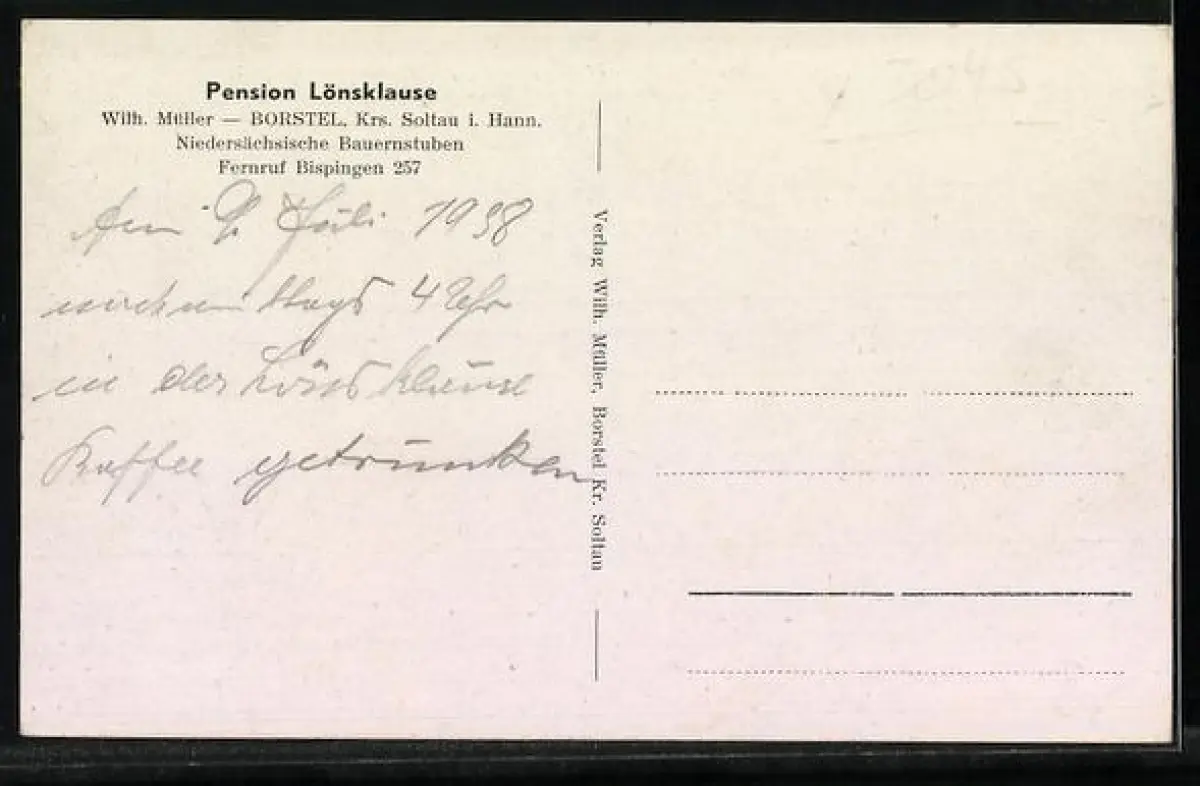 Pension Lönsklause
Wilh. Müller — BORSTEL, Krs. Soltau i. Hann.
Niedersächsische Bauernstuben
Fernruf Bispingen 257
Am 9. Juli 1938
nachmittags 4 Uhr
in der Lönsklause
Kaffee getrunken
Verlag Wilh. Müller, Borstel Kr. Soltau